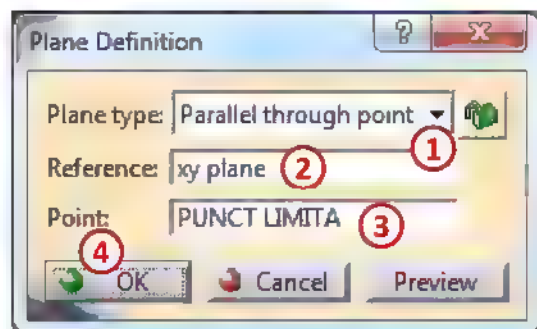 Plane Definition
?
Plane type: Parallel through point
1
Reference: xy plane 2
Point: PUNCT LIMITA 3
4
OK Cancel Preview